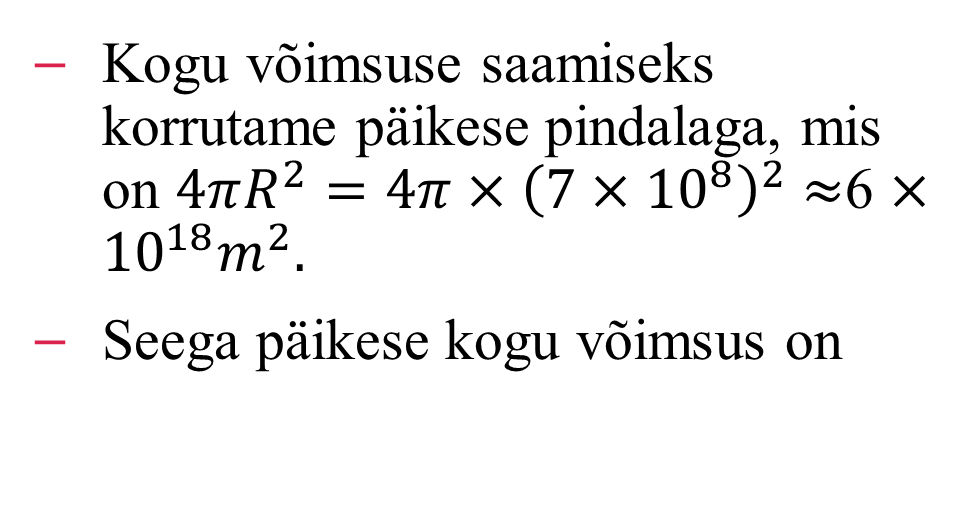 – Kogu võimsuse saamiseks
korrutame päikese pindalaga, mis
on 4𝜋𝑅² = 4𝜋 × (7 × 10⁸)² ≈6 ×
10¹⁸𝑚².
– Seega päikese kogu võimsus on